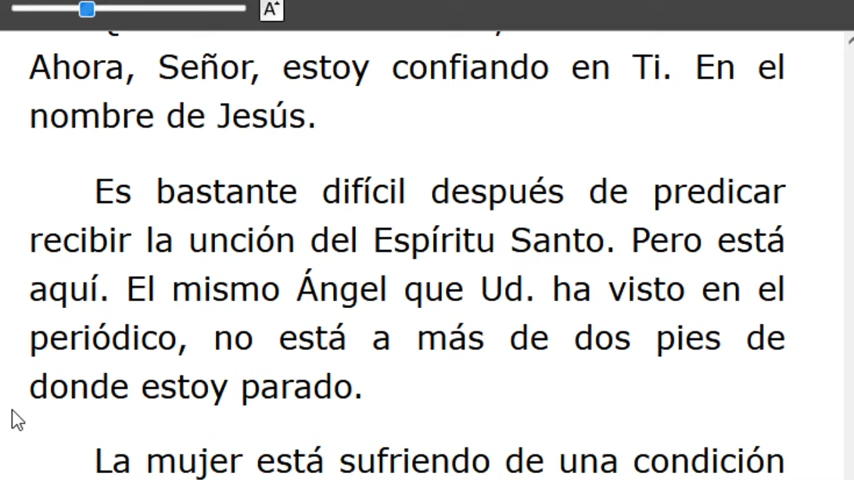 A
Ahora, Señor, estoy confiando en Ti. En el
nombre de Jesús.
Es bastante difícil después de predicar
recibir la unción del Espíritu Santo. Pero está
aquí. El mismo Ángel que Ud. ha visto en el
periódico, no está a más de dos pies de
donde estoy parado.
La mujer está sufriendo de una condición